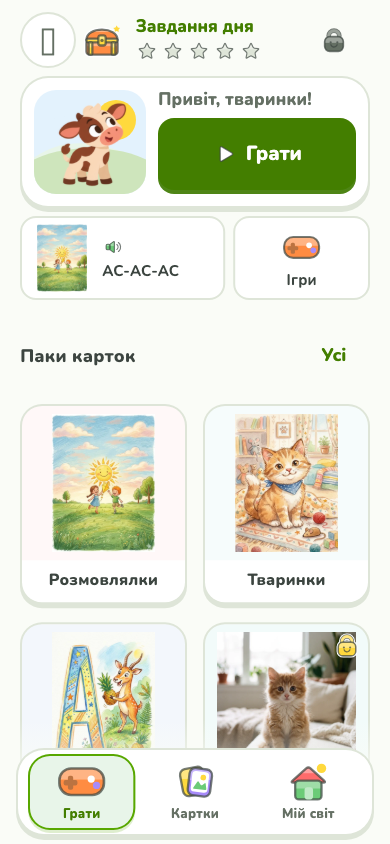 Завдання дня
Привіт, тваринки!
Грати
АС-АС-АС
Ігри
Паки карток
Усі
Розмовлялки
Тваринки
А
Грати
Картки
Мій світ